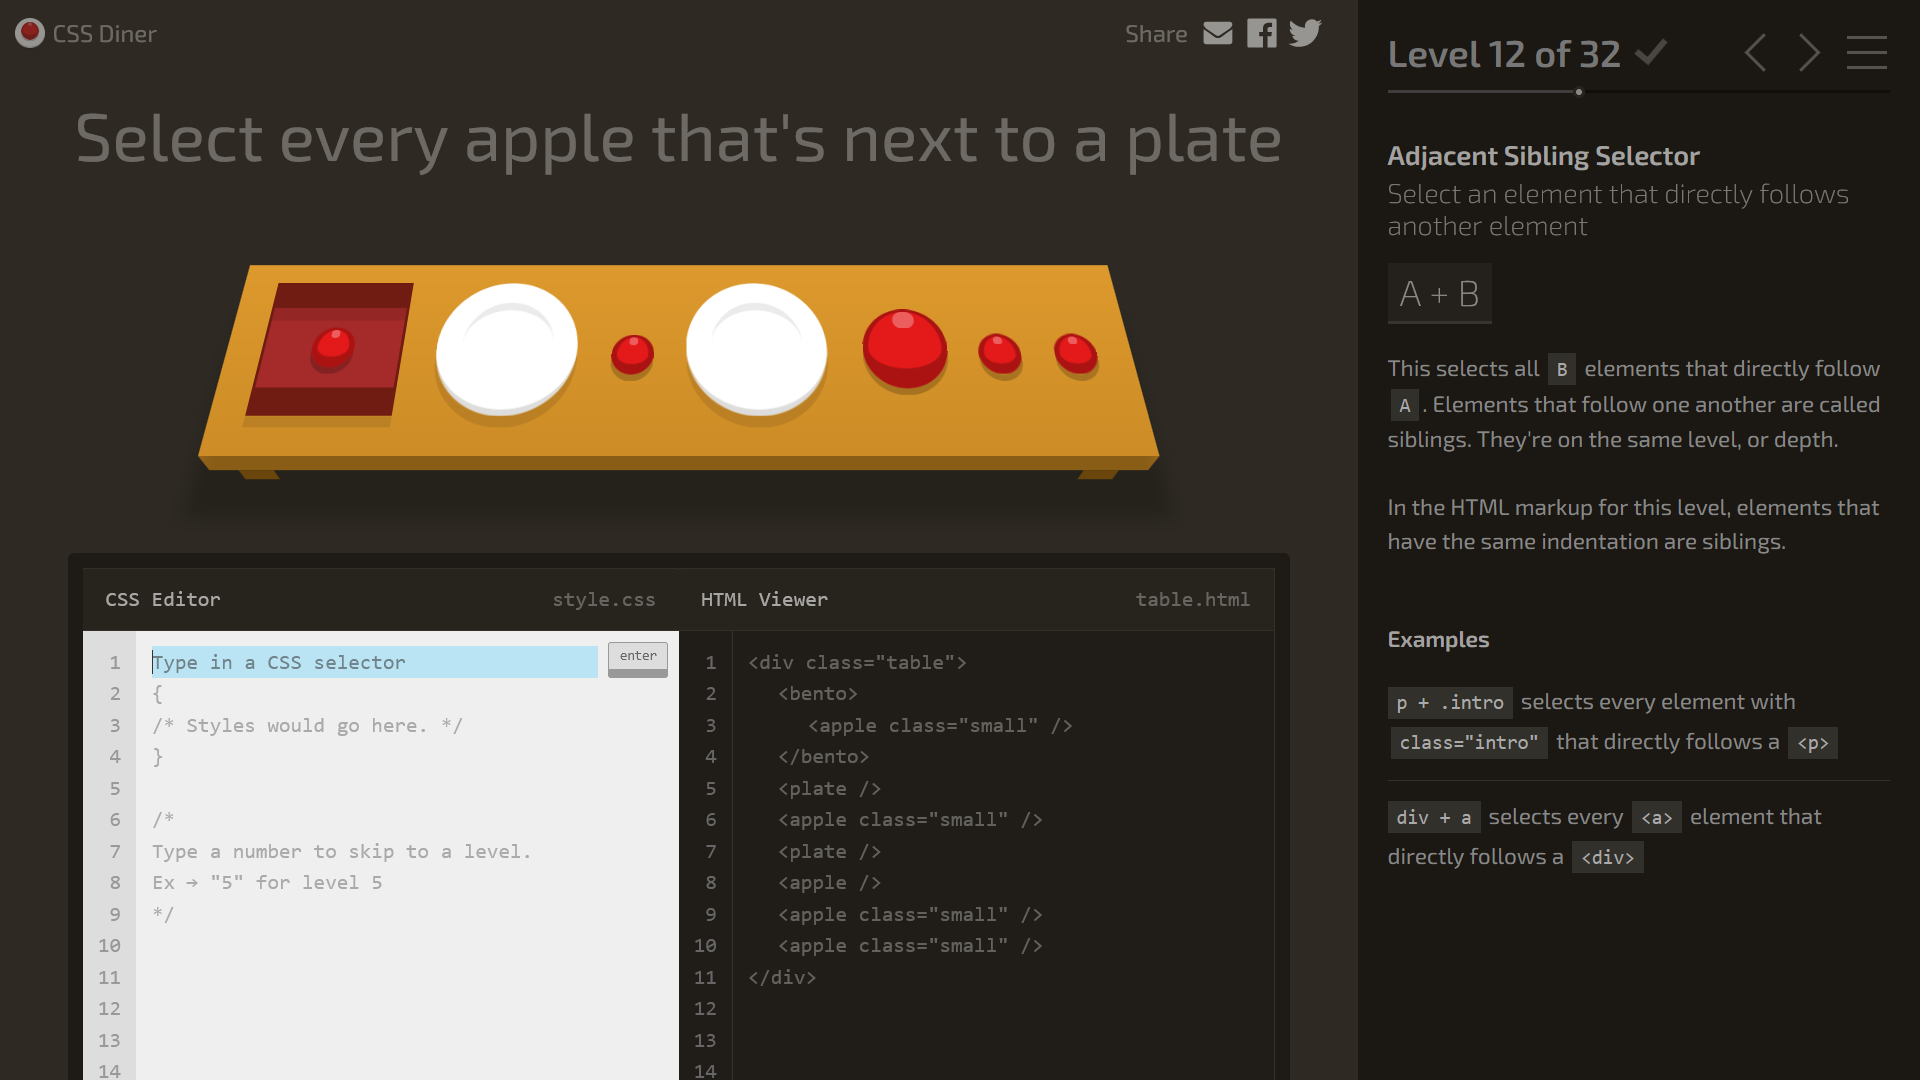 CSS Diner
Share
Select every apple that's next to a plate
CSS Editor
style.css
1
2
3
4
5
6
7
8
9
10
11
12
13
14
Type in a CSS selector
enter
{
/* Styles would go here. */
}
/*
Type a number to skip to a level.
Ex → "5" for level 5
*/
HTML Viewer
table.html
1
2
3
4
5
6
7
8
9
10
11
12
13
14
<div class="table">
<bento>
<apple class="small" />
</bento>
<plate />
<apple class="small" />
<plate />
<apple />
<apple class="small" />
<apple class="small" />
</div>
Level 12 of 32
Adjacent Sibling Selector
Select an element that directly follows
another element
A + B
This selects all B elements that directly follow
A . Elements that follow one another are called
siblings. They're on the same level, or depth.
In the HTML markup for this level, elements that
have the same indentation are siblings.
Examples
p + .intro selects every element with
class="intro" that directly follows a <p>
div + a selects every <a> element that
directly follows a <div>